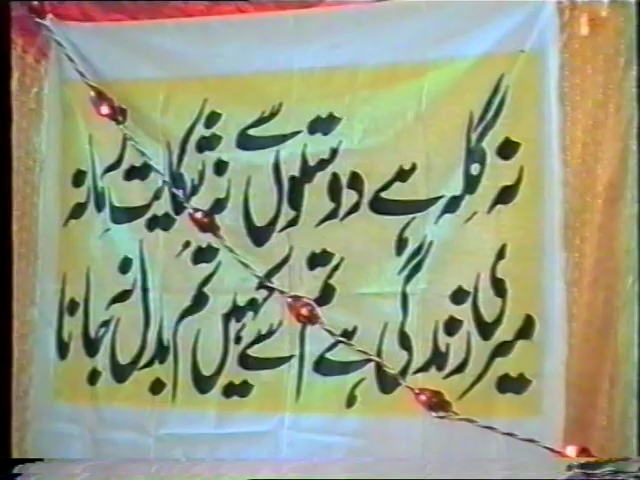 نہ گلہ ہے دوستوں سے نہ شکایت زمانہ
میری زندگی ہے تم سے کہیں تم بدل نہ جانا